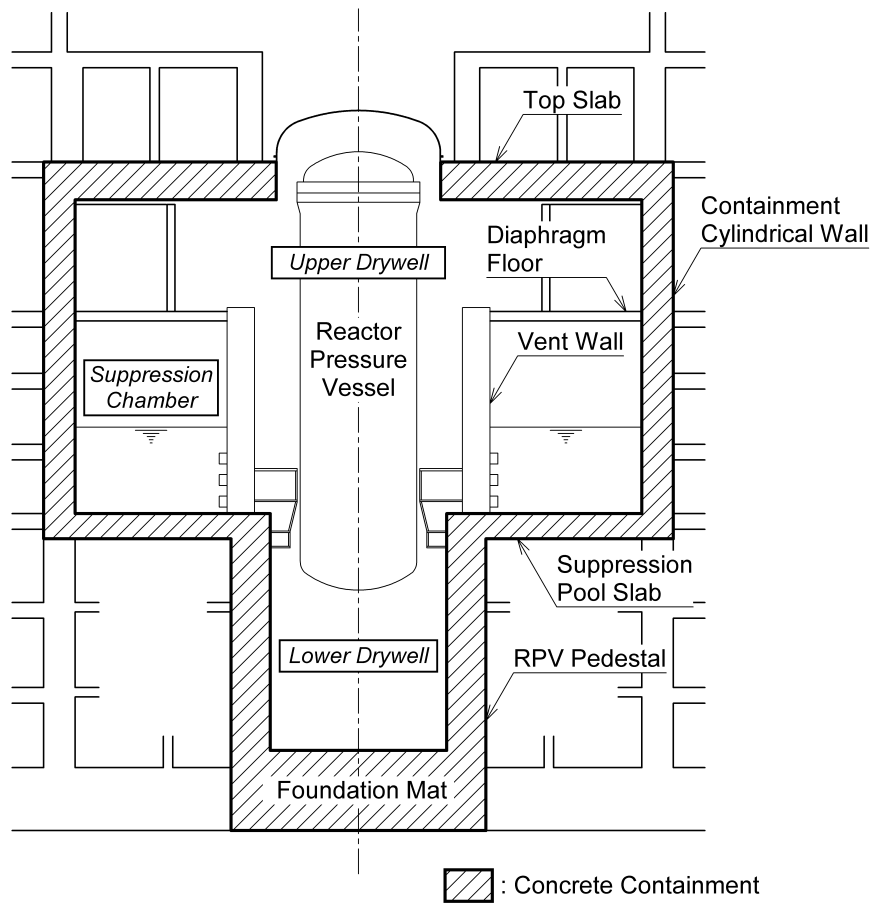 Top Slab
Containment
Cylindrical Wall
Diaphragm
Floor
Upper Drywell
Reactor
Pressure
Vessel
Vent Wall
Suppression
Chamber
Suppression
Pool Slab
Lower Drywell
RPV Pedestal
Foundation Mat
: Concrete Containment